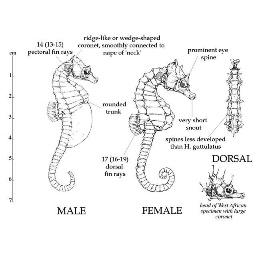 ridge-like or wedge-shaped
coronet, smoothly connected to
nape of 'neck'
14 (13-15)
pectoral fin rays
prominent eye
spine
cm
1
2
3
4
5
6
7
rounded
trunk
very short
snout
spines less developed
than H. guttulatus
17 (16-19)
dorsal
fin rays
DORSAL
head of West African
specimen with large
coronet
MALE
FEMALE